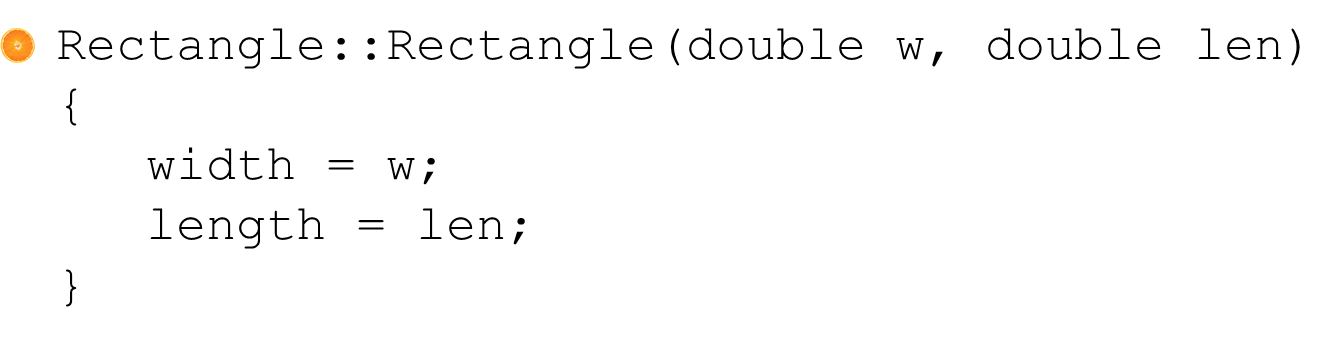 Rectangle::Rectangle(double w, double len)
{
width = w;
length = len;
}